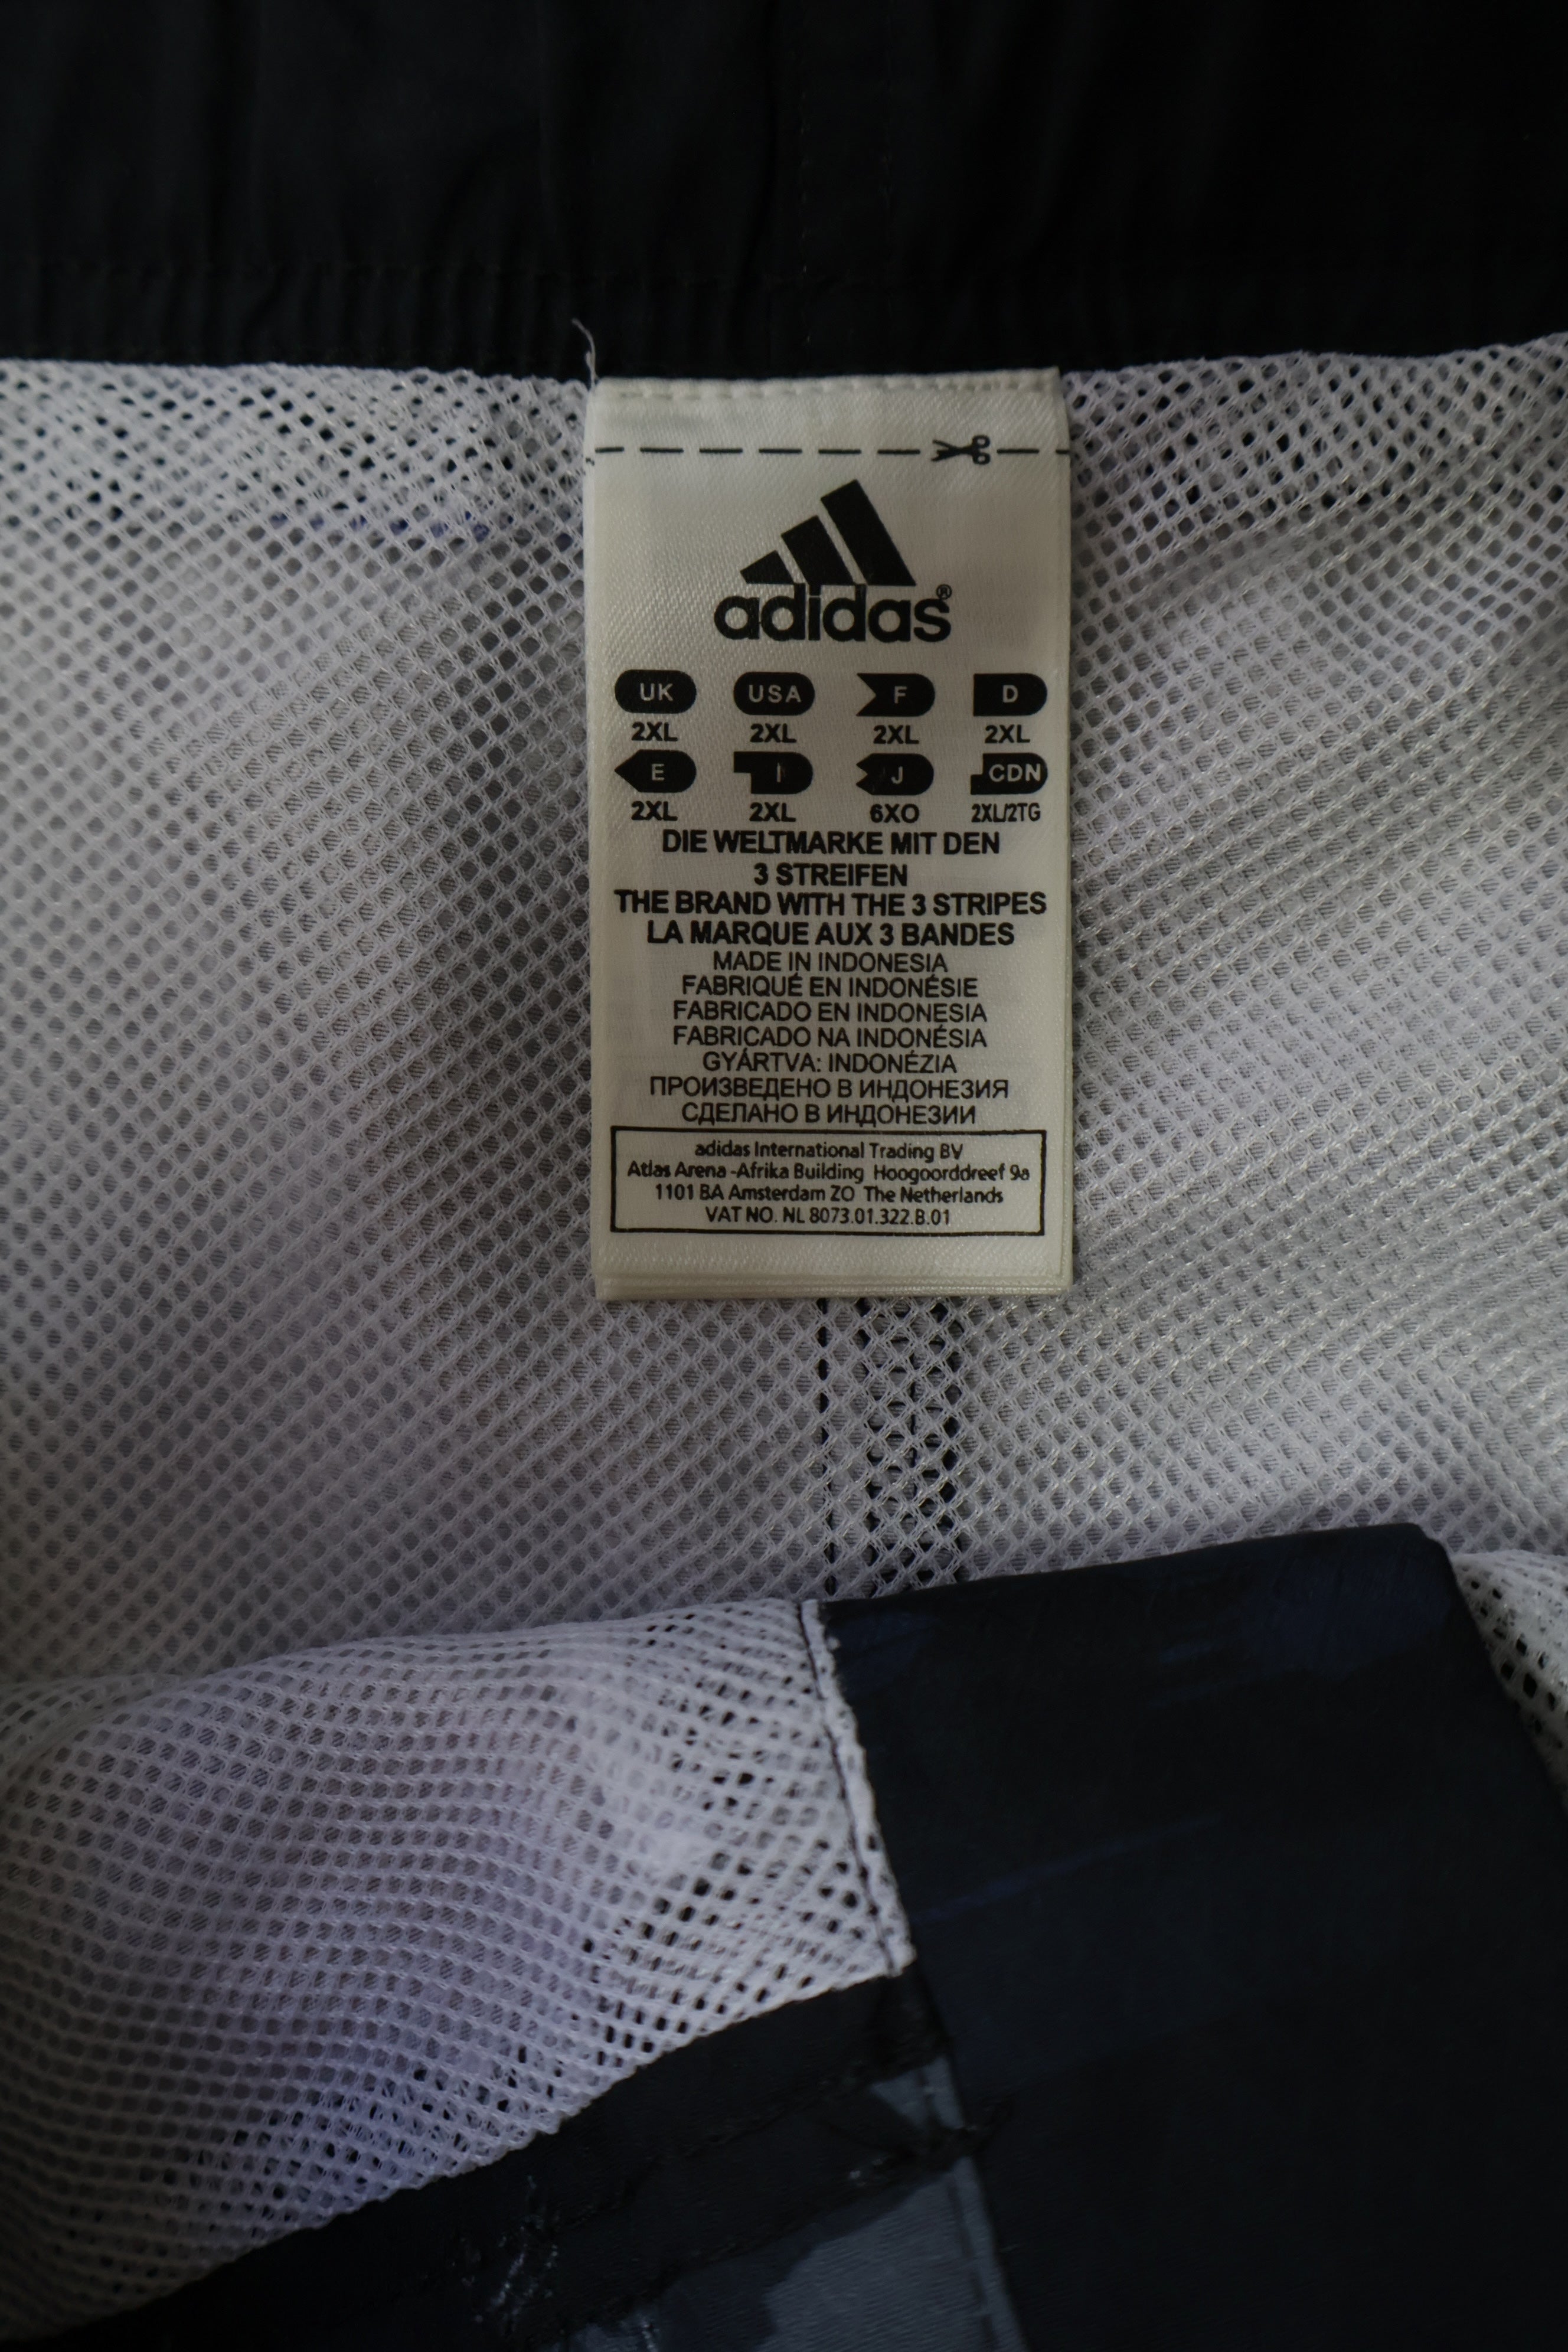 adidas®
UK USA F D
2XL 2XL 2XL 2XL
E I J CDN
2XL 2XL 6XO 2XL/2TG
DIE WELTMARKE MIT DEN
3 STREIFEN
THE BRAND WITH THE 3 STRIPES
LA MARQUE AUX 3 BANDES
MADE IN INDONESIA
FABRIQUÉ EN INDONÉSIE
FABRICADO EN INDONESIA
FABRICADO NA INDONÉSIA
GYÁRTVA: INDONÉZIA
ПРОИЗВЕДЕНО В ИНДОНЕЗИЯ
СДЕЛАНО В ИНДОНЕЗИИ
adidas International Trading BV
Atlas Arena -Afrika Building Hoogoorddreef 9a
1101 BA Amsterdam ZO The Netherlands
VAT NO. NL 8073.01.322.B.01